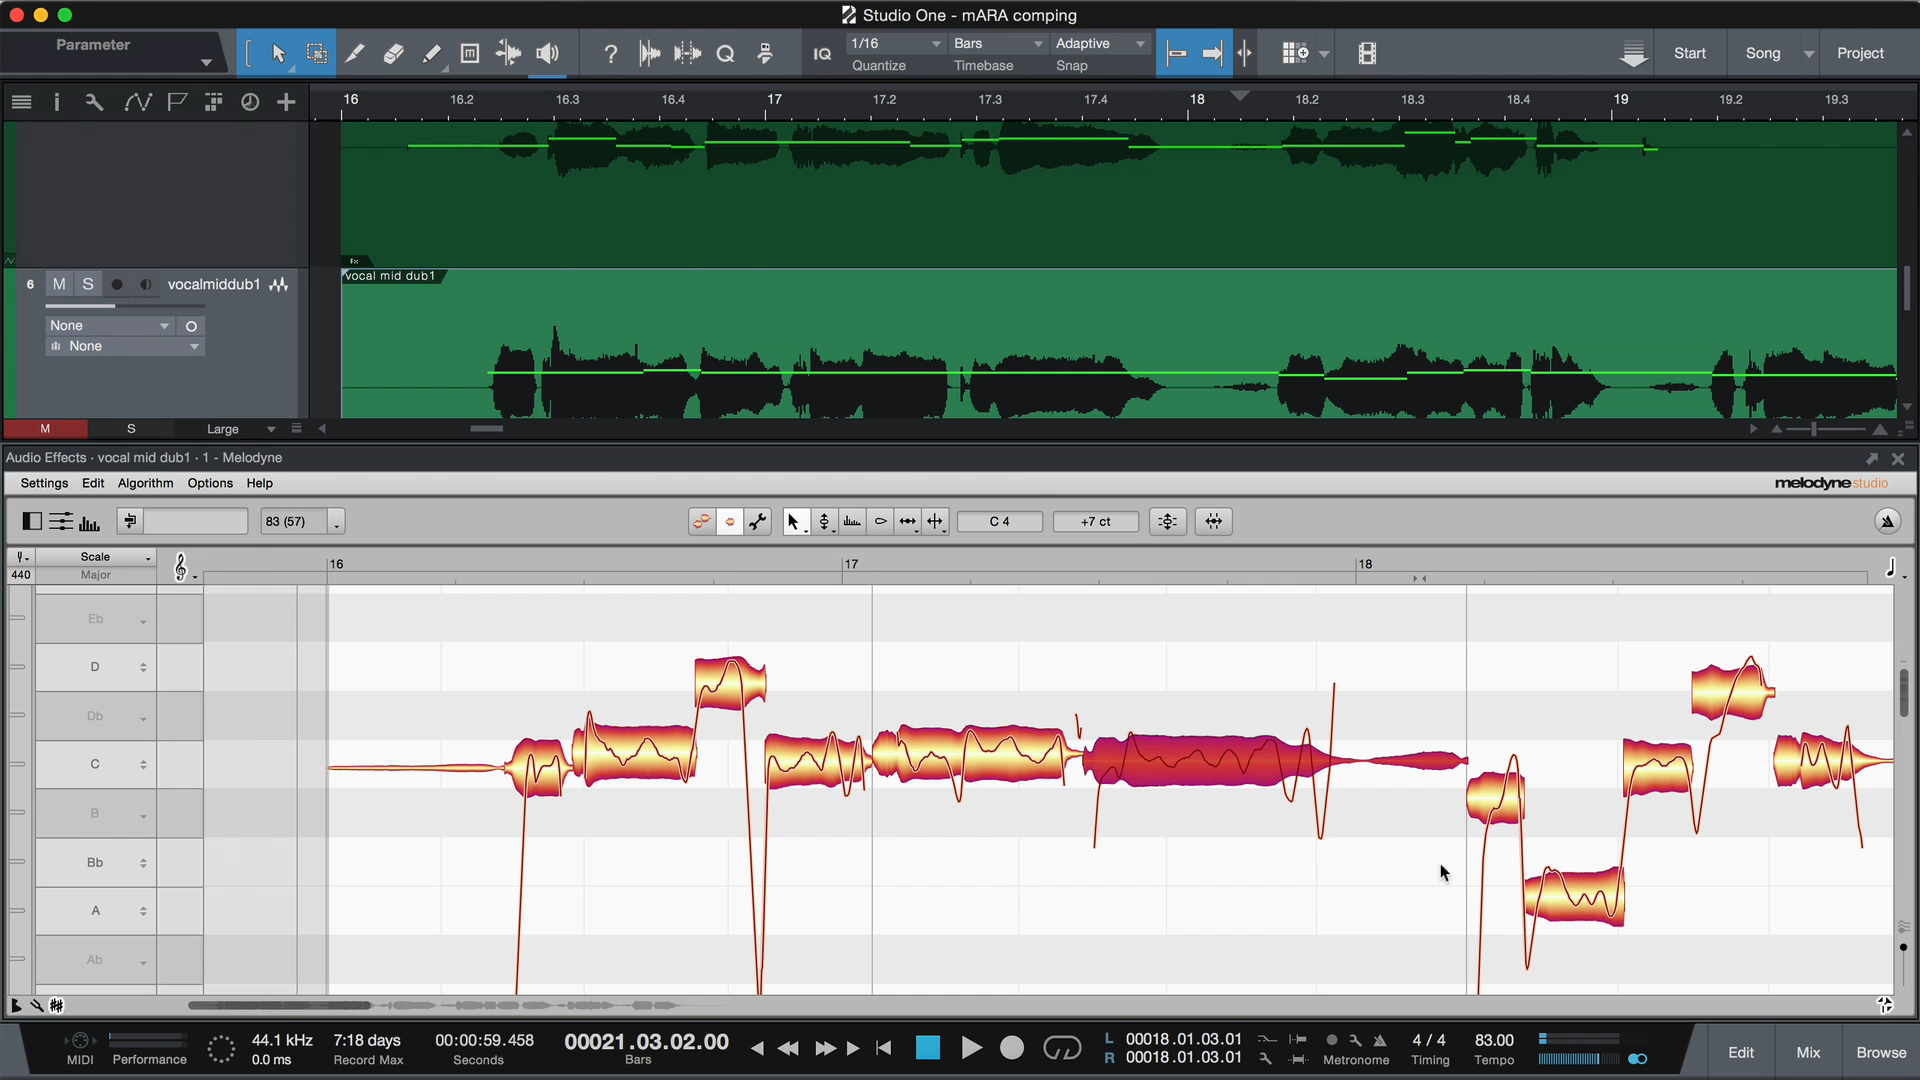 Studio One - mARA comping
Parameter
1/16
Quantize
Bars
Timebase
Adaptive
Snap
IQ
Start
Song
Project
16
16.2
16.3
16.4
17
17.2
17.3
17.4
18
18.2
18.3
18.4
19
19.2
19.3
Fx
6
M
S
vocalmiddub1
None
None
vocal mid dub1
M
S
Large
Audio Effects · vocal mid dub1 · 1 - Melodyne
Settings Edit Algorithm Options Help
melodyne studio
83 (57)
C 4
+7 ct
Scale
440
Major
16
17
18
Eb
D
Db
C
B
Bb
A
Ab
MIDI
Performance
44.1 kHz
0.0 ms
7:18 days
Record Max
00:00:59.458
Seconds
00021.03.02.00
Bars
L 00018.01.03.01
R 00018.01.03.01
Metronome
4 / 4
Timing
83.00
Tempo
Edit
Mix
Browse